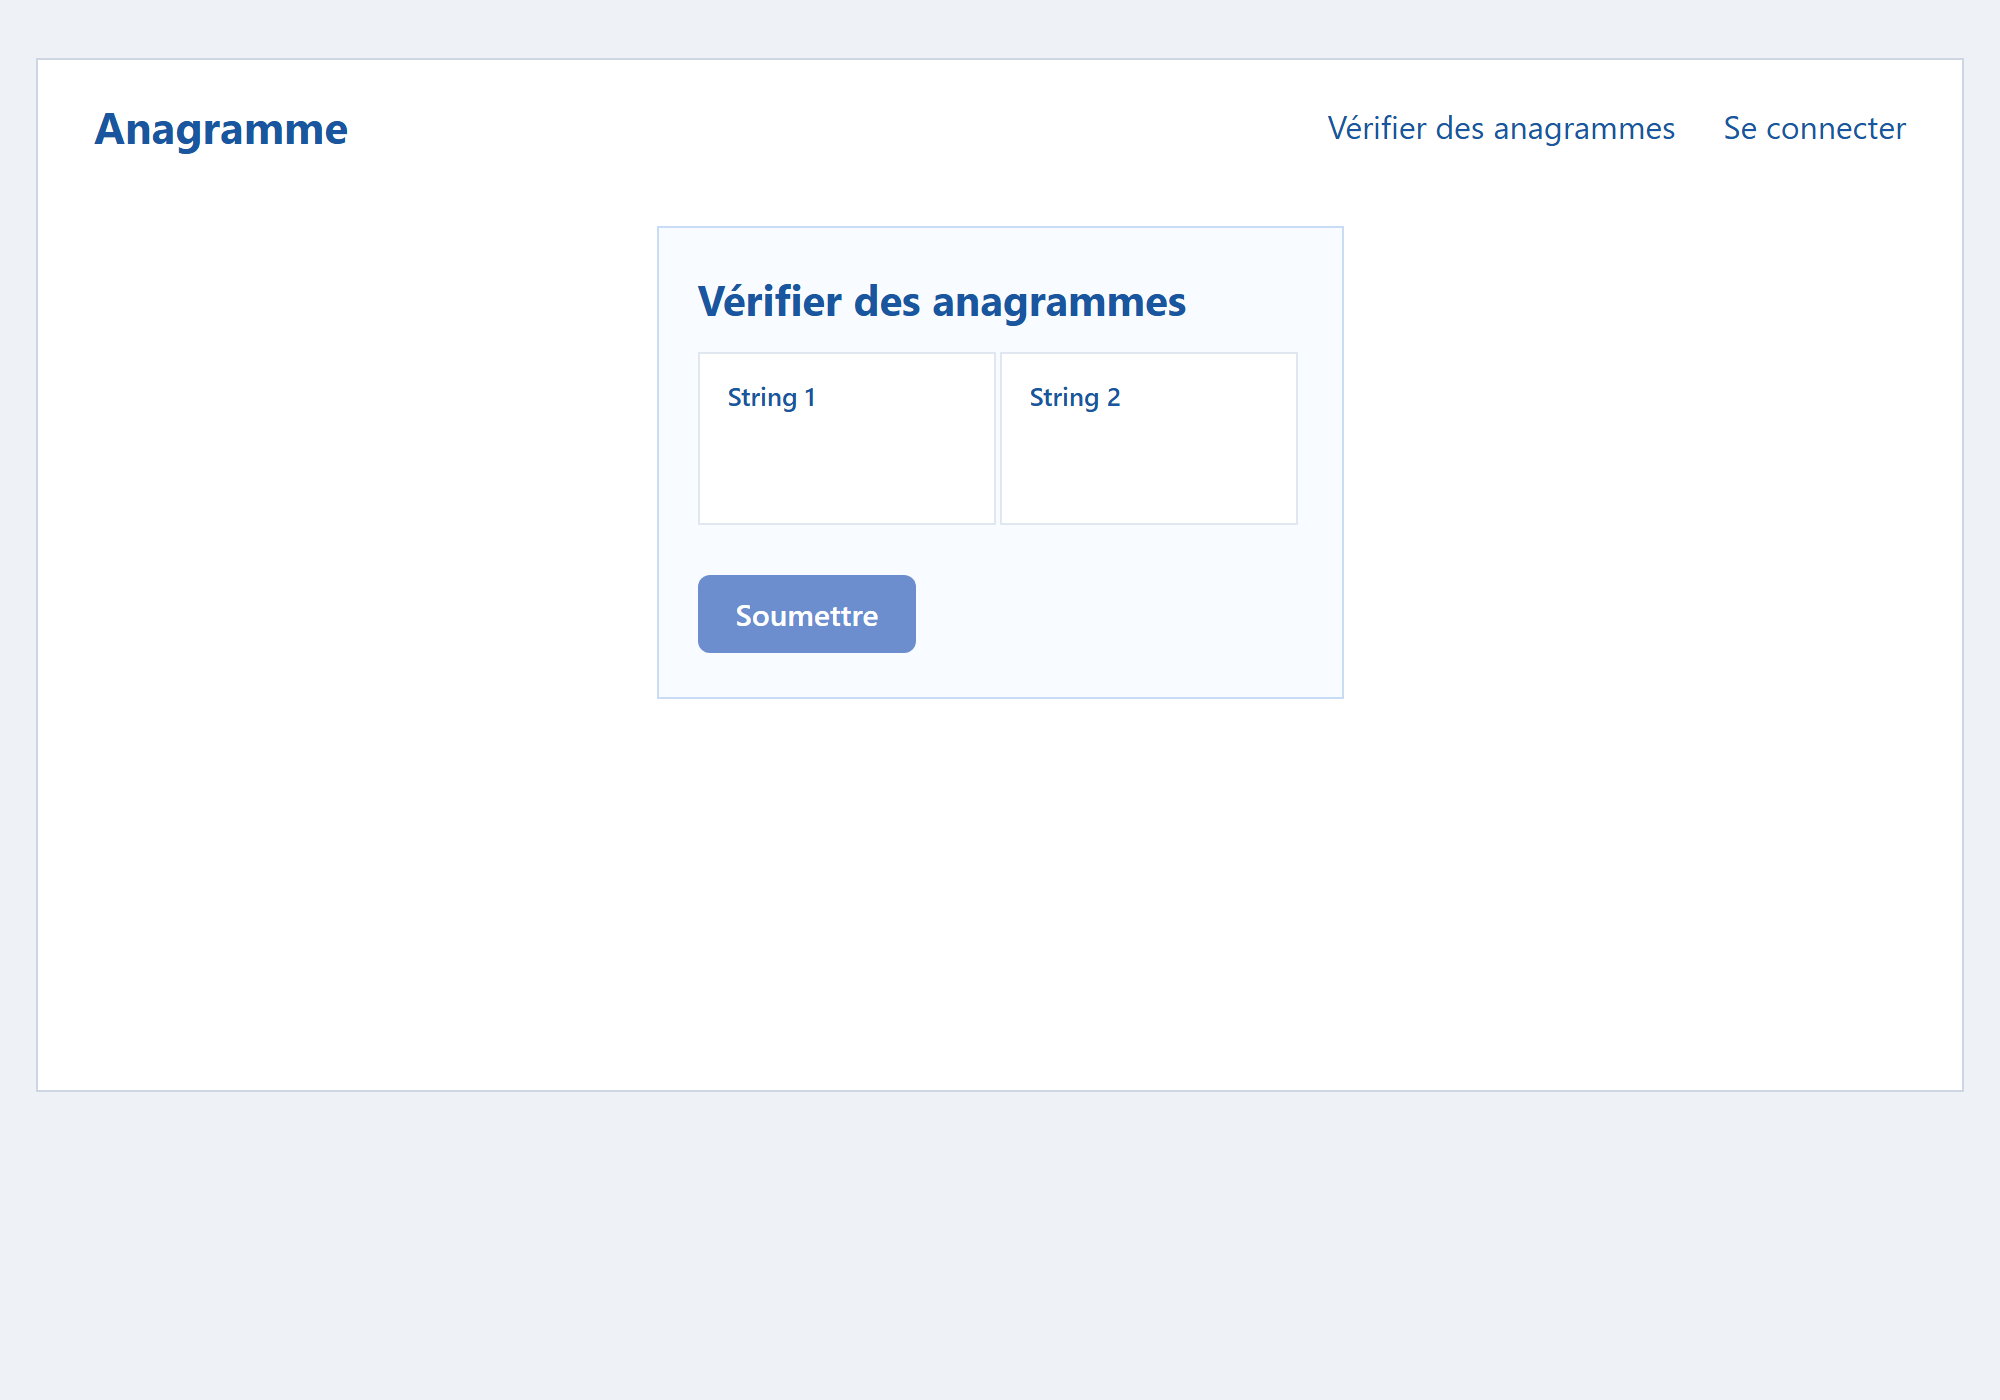 Anagramme
Vérifier des anagrammes Se connecter
Vérifier des anagrammes
String 1
String 2
Soumettre